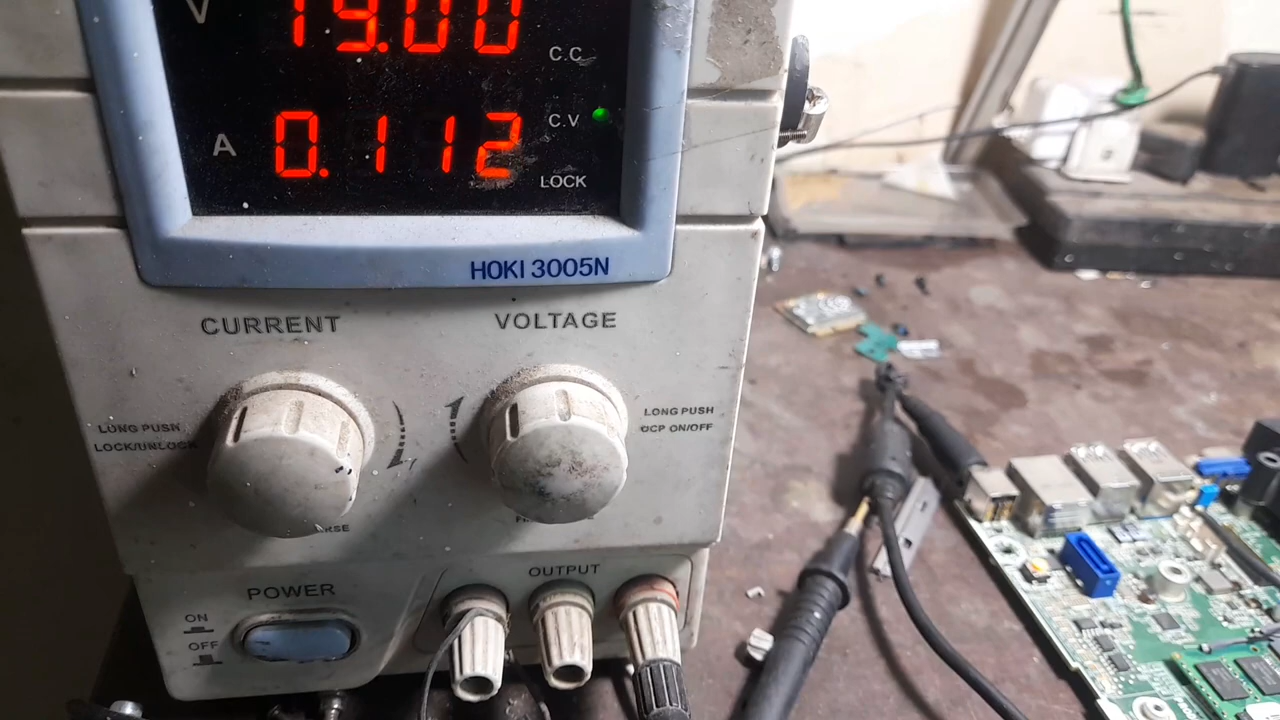 V 19.00
C.C
A 0.112
C.V
LOCK
HOKI 3005N
CURRENT
VOLTAGE
LONG PUSH
LOCK/UNLOCK
LONG PUSH
OCP ON/OFF
POWER
ON
OFF
OUTPUT